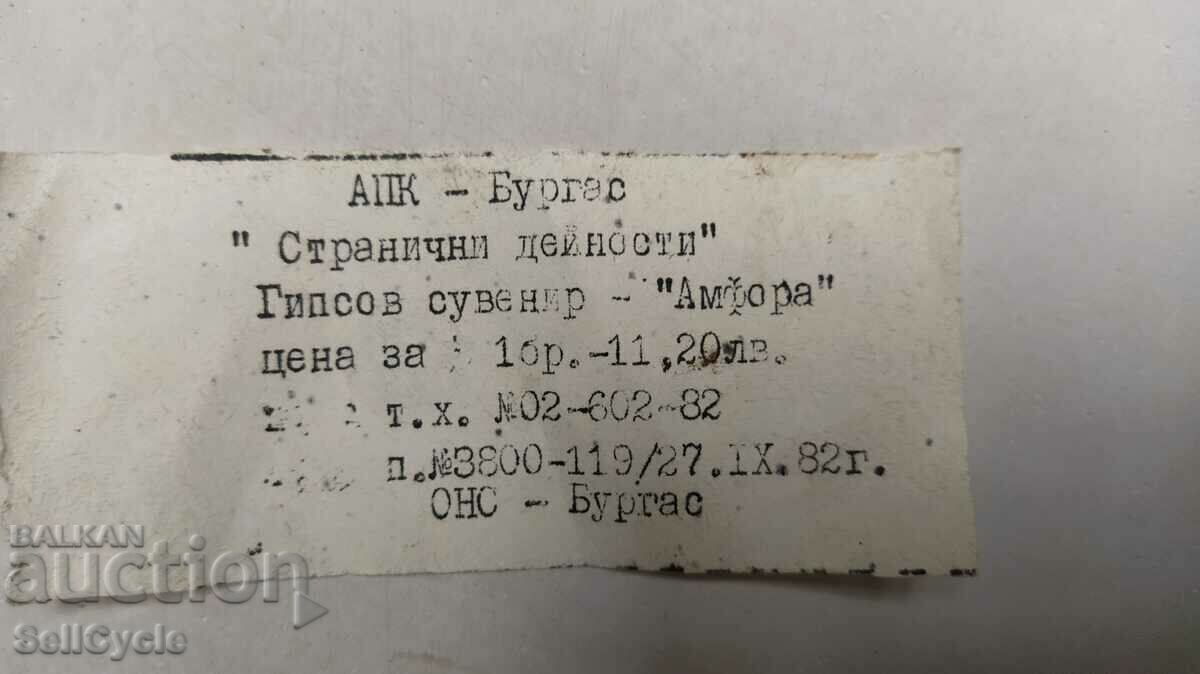 АПК - Бургас
" Странични дейности"
Гипсов сувенир - "Амфора"
цена за 1бр.-11,20лв.
т.х. №02-602-82
п.№3800-119/27.IX.82г.
ОНС - Бургас
BALKAN
auction
SellCycle